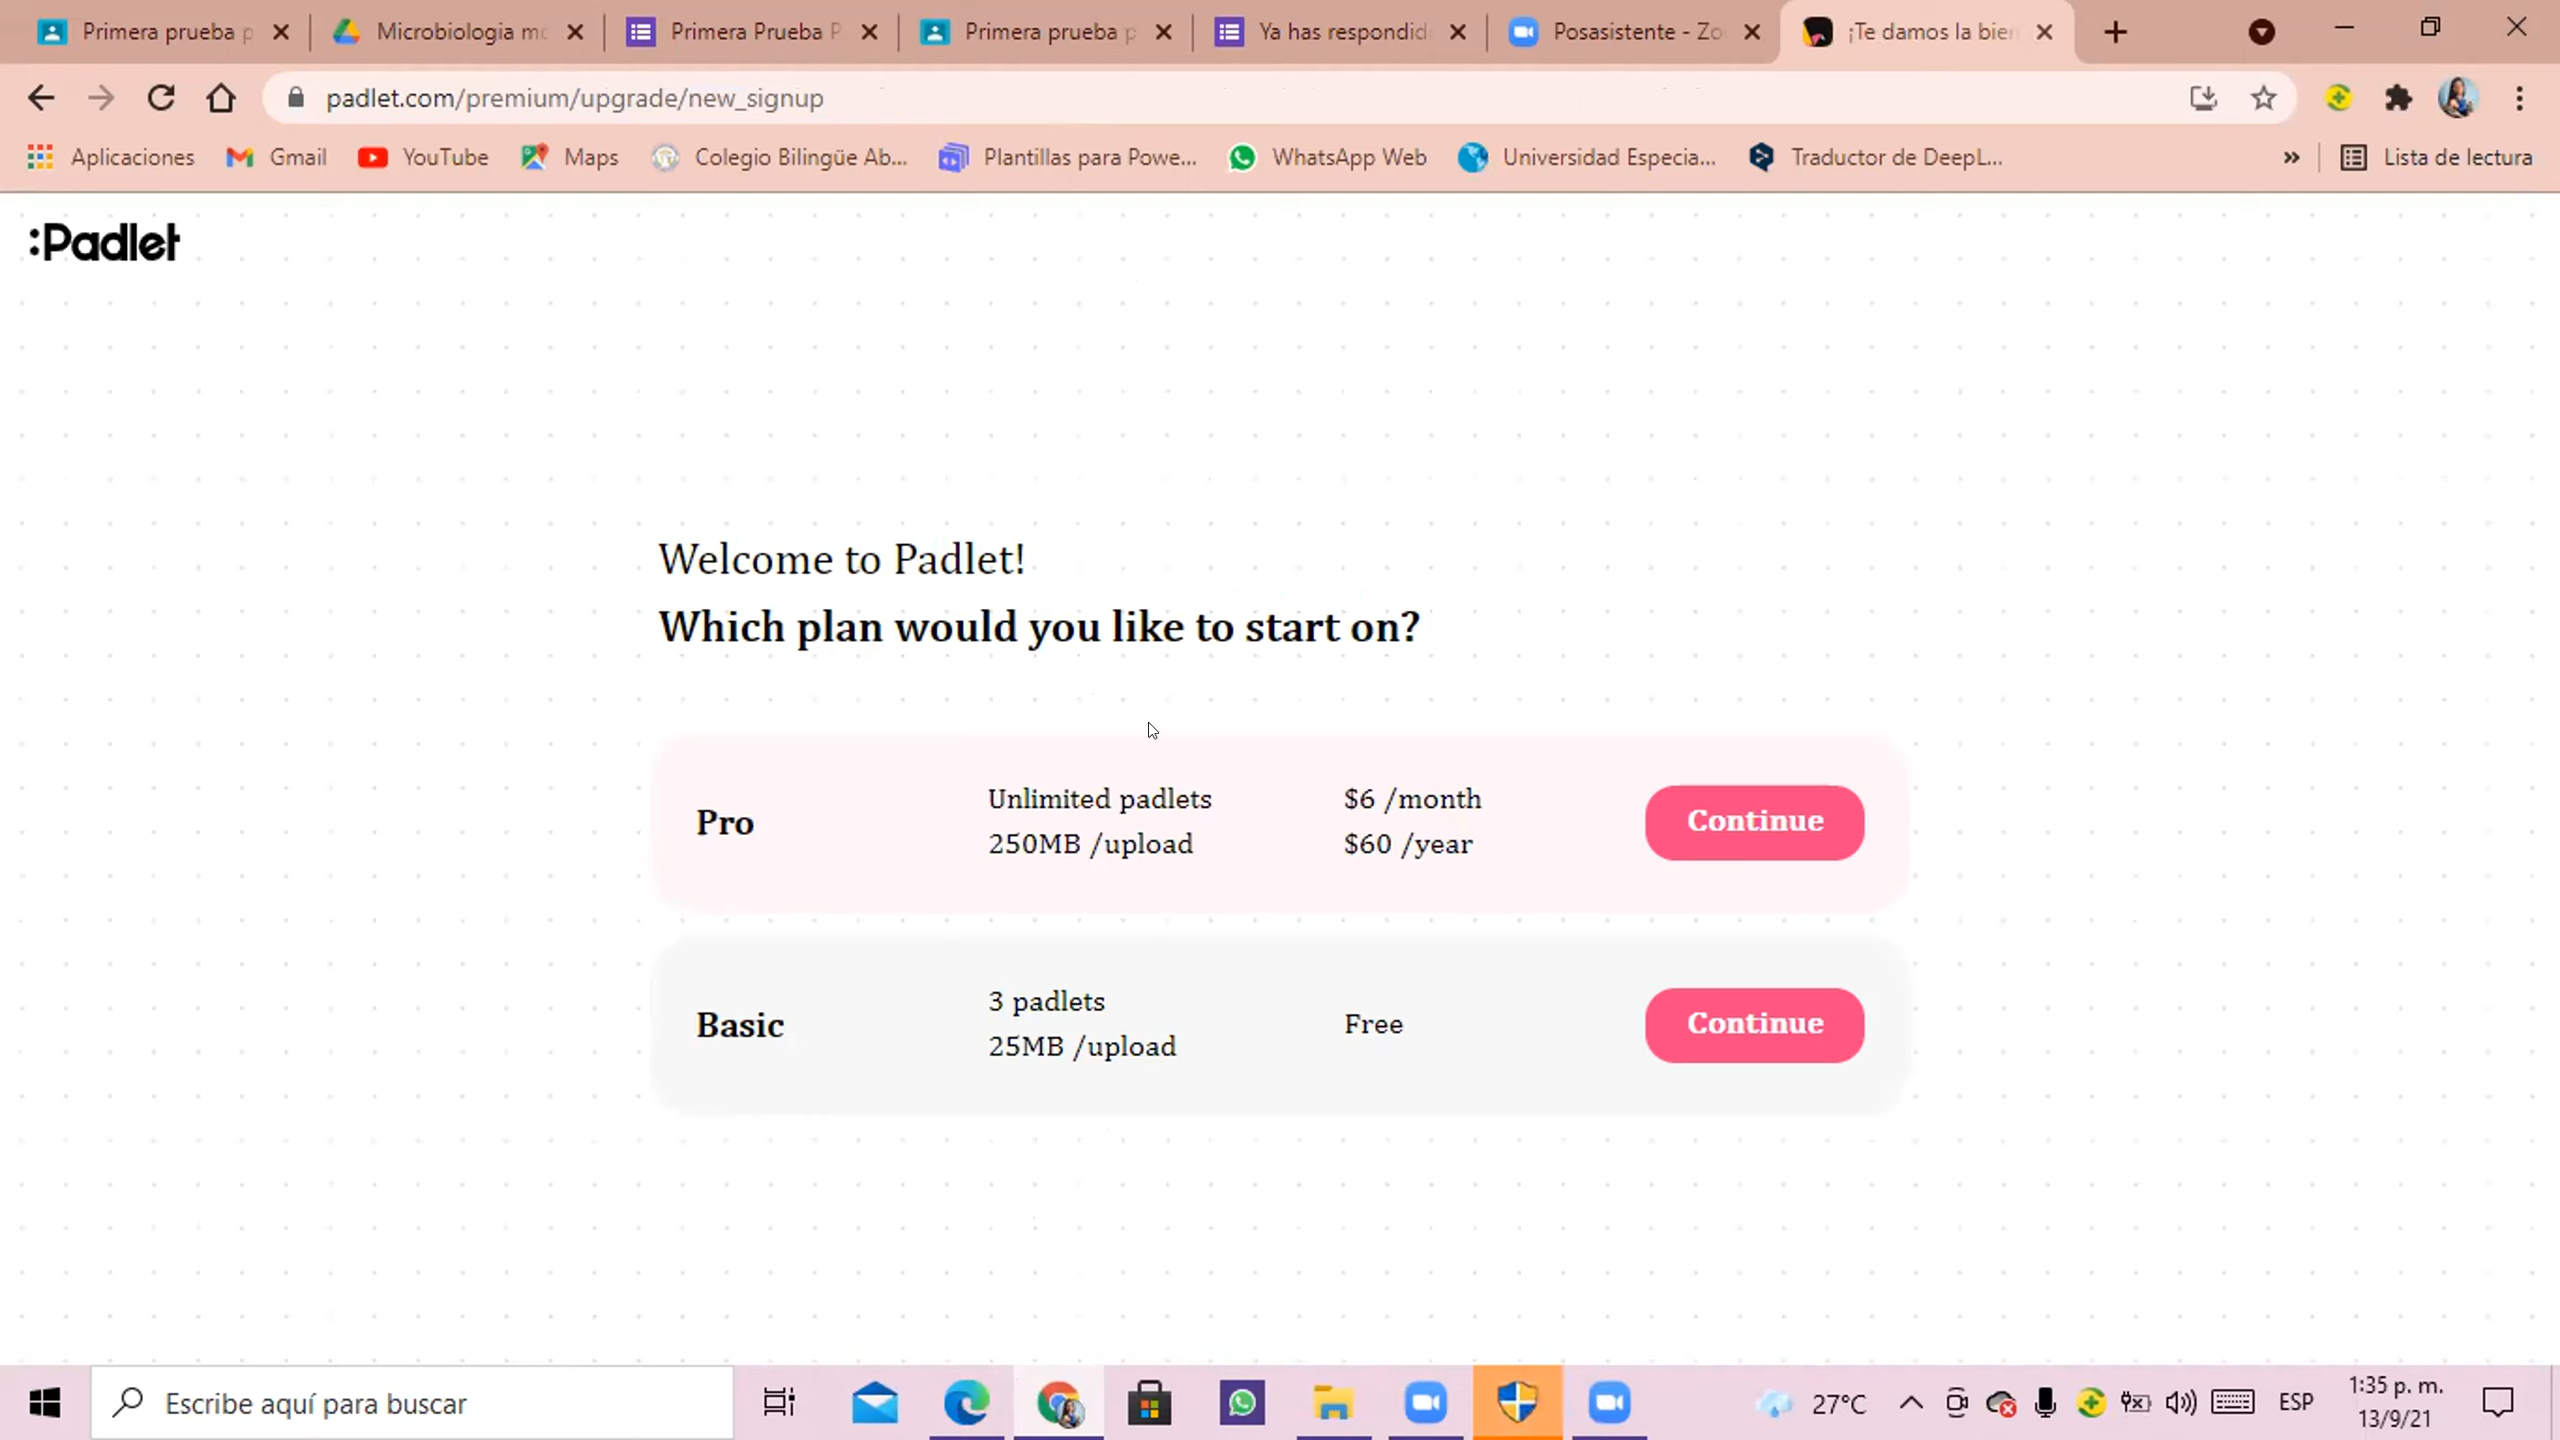 Primera prueba p
Microbiologia mo
Primera Prueba P
Primera prueba p
Ya has respondid
Posasistente - Zo
¡Te damos la bien
padlet.com/premium/upgrade/new_signup
Aplicaciones
Gmail
YouTube
Maps
Colegio Bilingüe Ab...
Plantillas para Powe...
WhatsApp Web
Universidad Especia...
Traductor de DeepL...
»
Lista de lectura
:Padlet
Welcome to Padlet!
Which plan would you like to start on?
Pro
Unlimited padlets
250MB /upload
$6 /month
$60 /year
Continue
Basic
3 padlets
25MB /upload
Free
Continue
Escribe aquí para buscar
27°C
ESP
1:35 p. m.
13/9/21